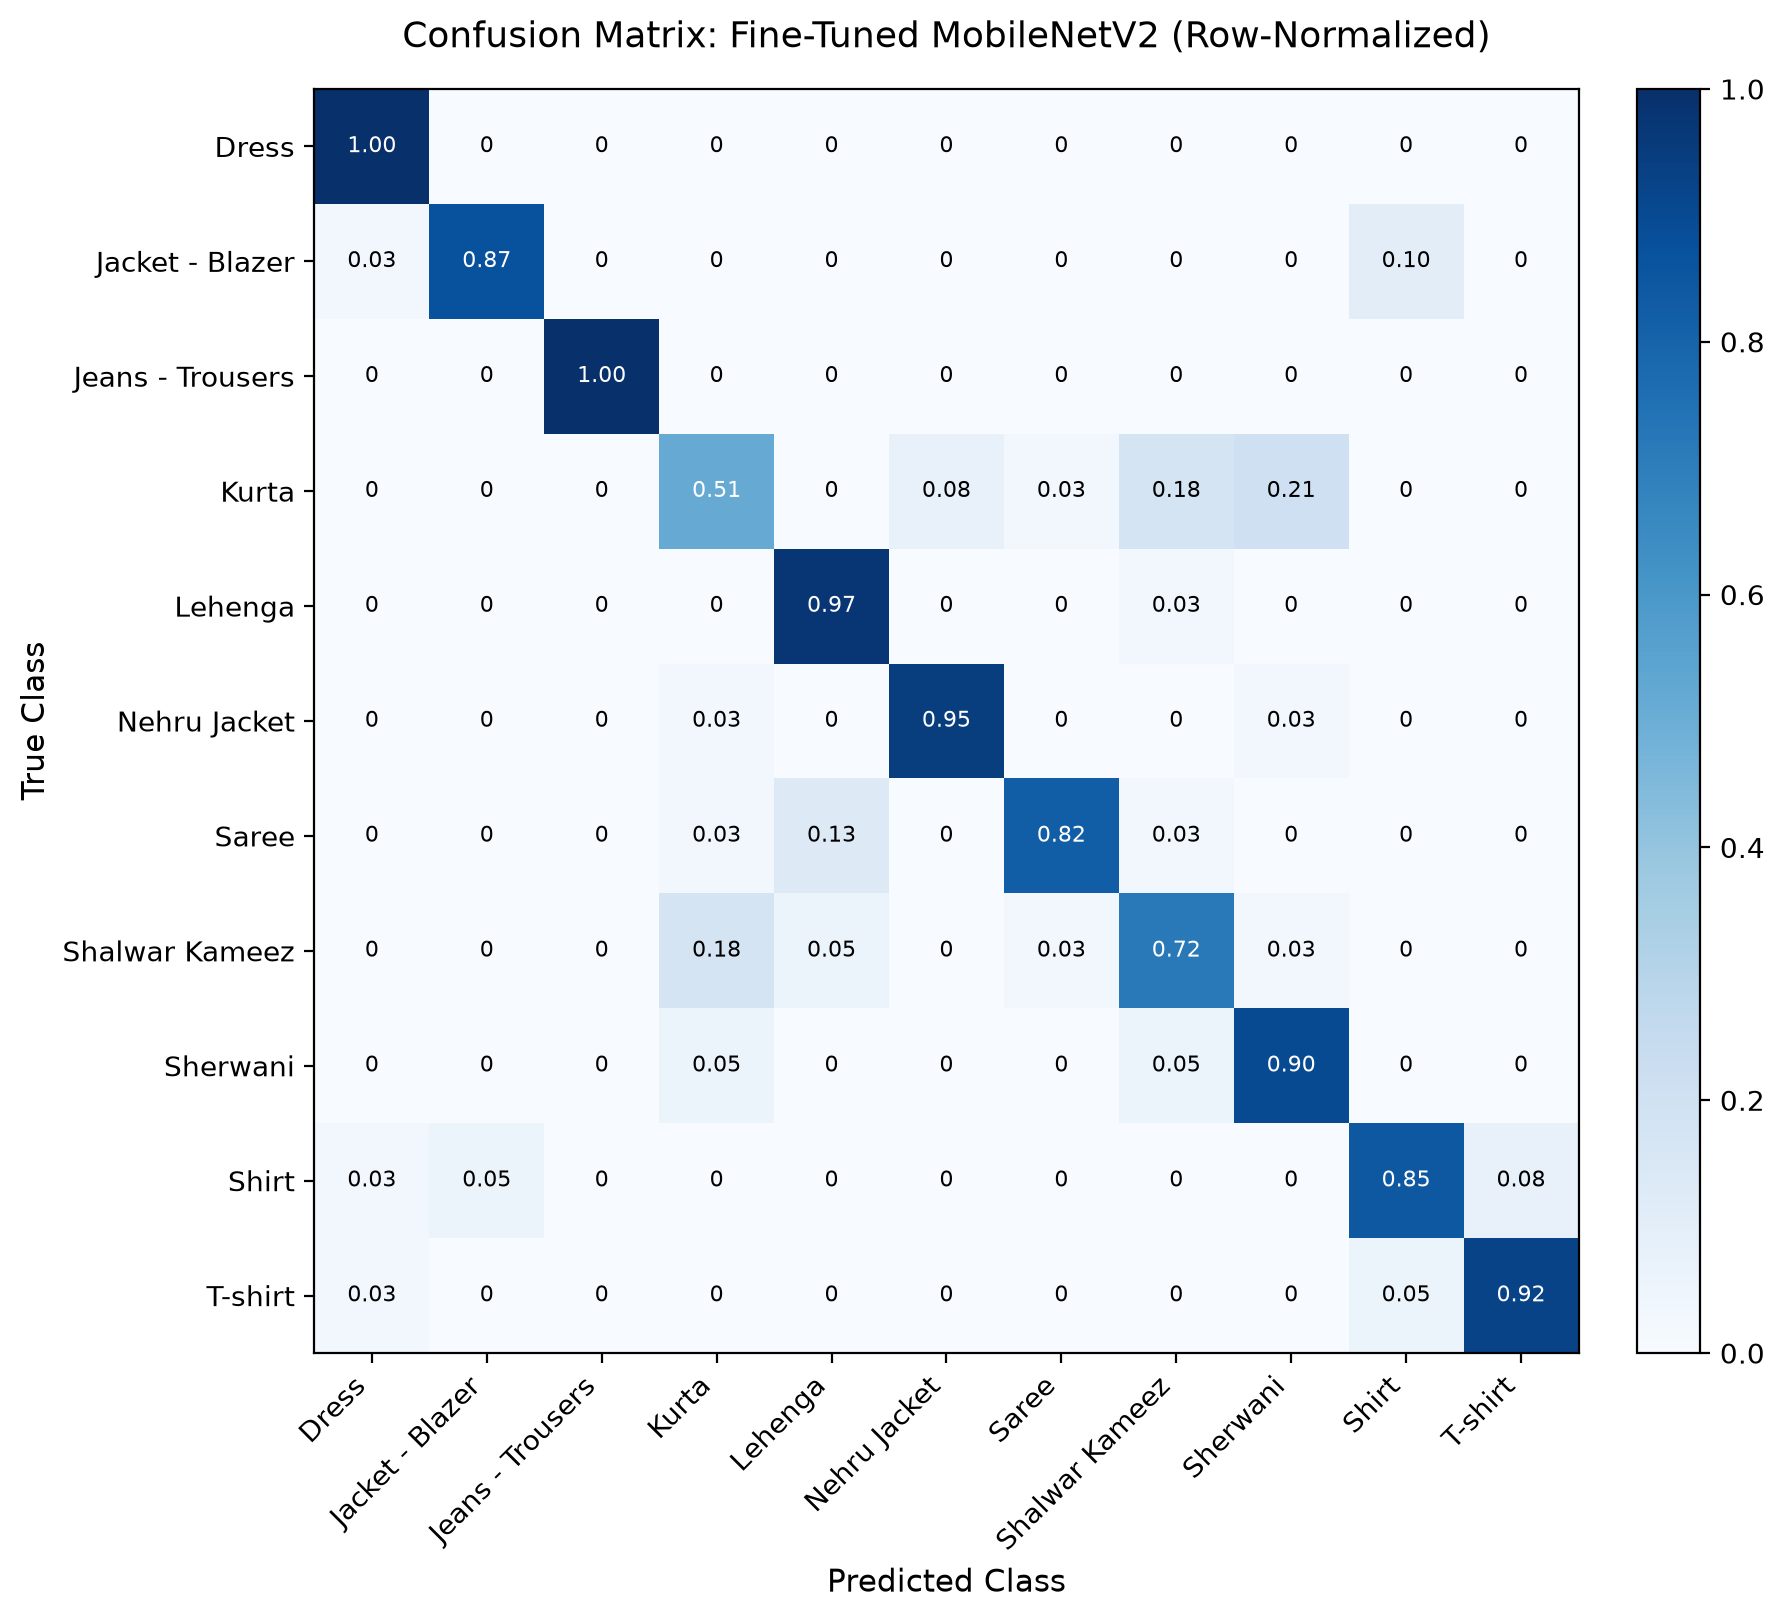 Confusion Matrix: Fine-Tuned MobileNetV2 (Row-Normalized)
True Class
Dress 1.00 0 0 0 0 0 0 0 0 0 0
Jacket - Blazer 0.03 0.87 0 0 0 0 0 0 0 0.10 0
Jeans - Trousers 0 0 1.00 0 0 0 0 0 0 0 0
Kurta 0 0 0 0.51 0 0.08 0.03 0.18 0.21 0 0
Lehenga 0 0 0 0 0.97 0 0 0.03 0 0 0
Nehru Jacket 0 0 0 0.03 0 0.95 0 0 0.03 0 0
Saree 0 0 0 0.03 0.13 0 0.82 0.03 0 0 0
Shalwar Kameez 0 0 0 0.18 0.05 0 0.03 0.72 0.03 0 0
Sherwani 0 0 0 0.05 0 0 0 0.05 0.90 0 0
Shirt 0.03 0.05 0 0 0 0 0 0 0 0.85 0.08
T-shirt 0.03 0 0 0 0 0 0 0 0 0.05 0.92
Dress
Jacket - Blazer
Jeans - Trousers
Kurta
Lehenga
Nehru Jacket
Saree
Shalwar Kameez
Sherwani
Shirt
T-shirt
Predicted Class
1.0
0.8
0.6
0.4
0.2
0.0